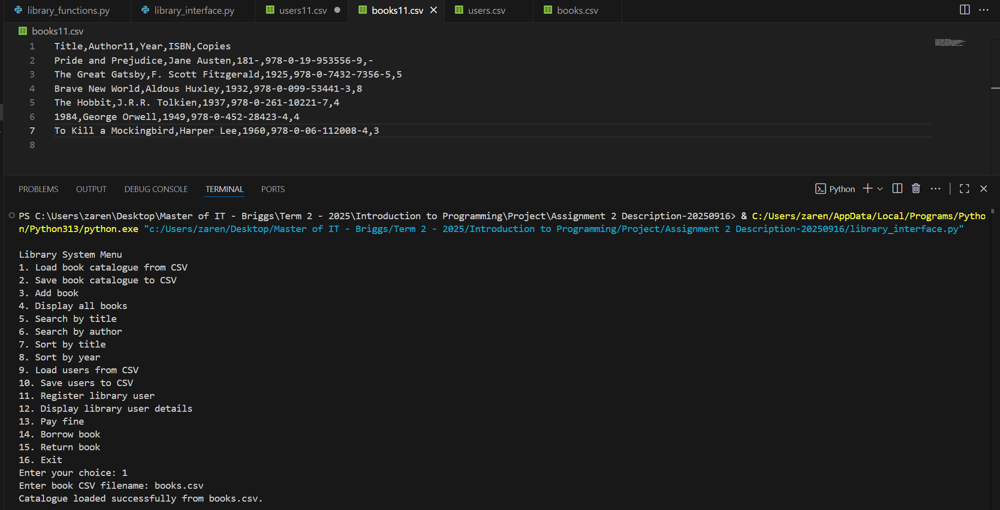 library_functions.py library_interface.py users11.csv books11.csv users.csv books.csv
books11.csv
1 Title,Author11,Year,ISBN,Copies
2 Pride and Prejudice,Jane Austen,181-,978-0-19-953556-9,-
3 The Great Gatsby,F. Scott Fitzgerald,1925,978-0-7432-7356-5,5
4 Brave New World,Aldous Huxley,1932,978-0-099-53441-3,8
5 The Hobbit,J.R.R. Tolkien,1937,978-0-261-10221-7,4
6 1984,George Orwell,1949,978-0-452-28423-4,4
7 To Kill a Mockingbird,Harper Lee,1960,978-0-06-112008-4,3
8
PROBLEMS OUTPUT DEBUG CONSOLE TERMINAL PORTS Python
PS C:\Users\zaren\Desktop\Master of IT - Briggs\Term 2 - 2025\Introduction to Programming\Project\Assignment 2 Description-20250916> & C:/Users/zaren/AppData/Local/Programs/Pytho
n/Python313/python.exe "c:/Users/zaren/Desktop/Master of IT - Briggs/Term 2 - 2025/Introduction to Programming/Project/Assignment 2 Description-20250916/library_interface.py"
Library System Menu
1. Load book catalogue from CSV
2. Save book catalogue to CSV
3. Add book
4. Display all books
5. Search by title
6. Search by author
7. Sort by title
8. Sort by year
9. Load users from CSV
10. Save users to CSV
11. Register library user
12. Display library user details
13. Pay fine
14. Borrow book
15. Return book
16. Exit
Enter your choice: 1
Enter book CSV filename: books.csv
Catalogue loaded successfully from books.csv.